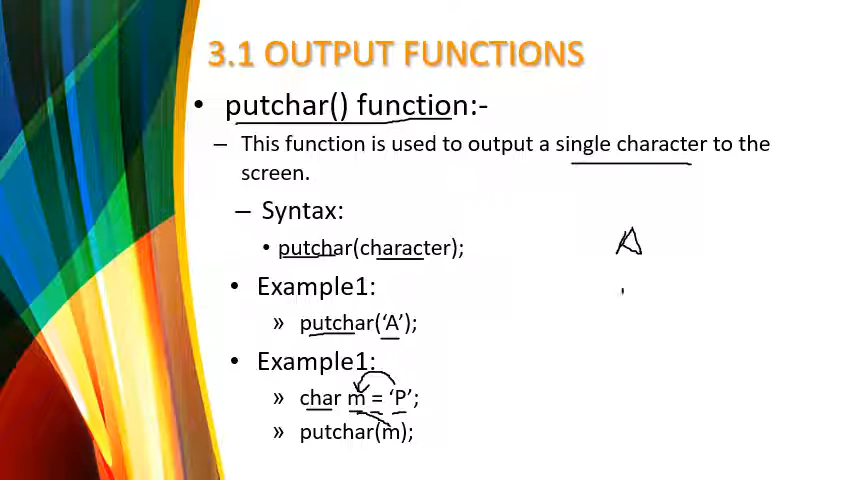 3.1 OUTPUT FUNCTIONS
• putchar() function:-
– This function is used to output a single character to the
screen.
– Syntax:
• putchar(character);
A
• Example1:
» putchar(‘A’);
• Example1:
» char m = ‘P’;
» putchar(m);